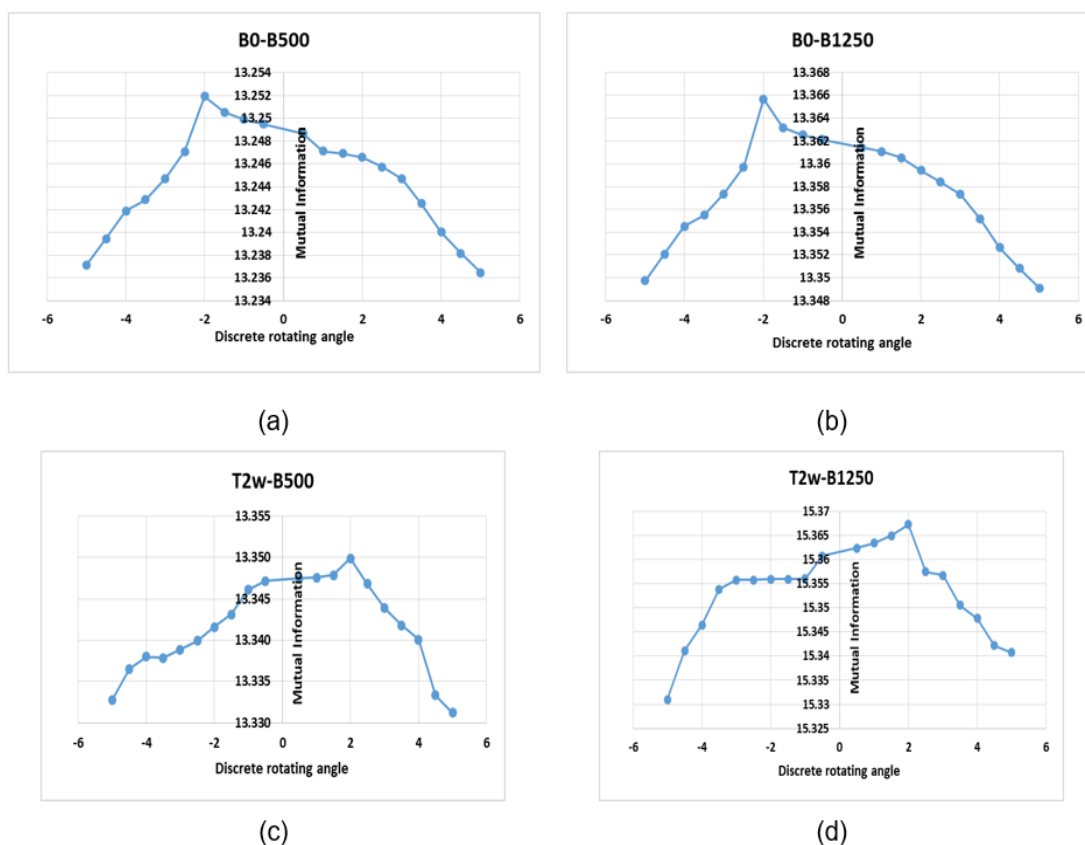 B0-B500
13.254
13.252
13.25
13.248
13.246
13.244
13.242
13.24
13.238
13.236
13.234
Mutual Information
-6 -4 -2 0 2 4 6
Discrete rotating angle
(a)
B0-B1250
13.368
13.366
13.364
13.362
13.36
13.358
13.356
13.354
13.352
13.35
13.348
Mutual Information
-6 -4 -2 0 2 4 6
Discrete rotating angle
(b)
T2w-B500
13.355
13.350
13.345
13.340
13.335
13.330
Mutual Information
-6 -4 -2 0 2 4 6
Discrete rotating angle
(c)
T2w-B1250
15.37
15.365
15.36
15.355
15.35
15.345
15.34
15.335
15.33
15.325
Mutual Information
-6 -4 -2 0 2 4 6
Discrete rotating angle
(d)